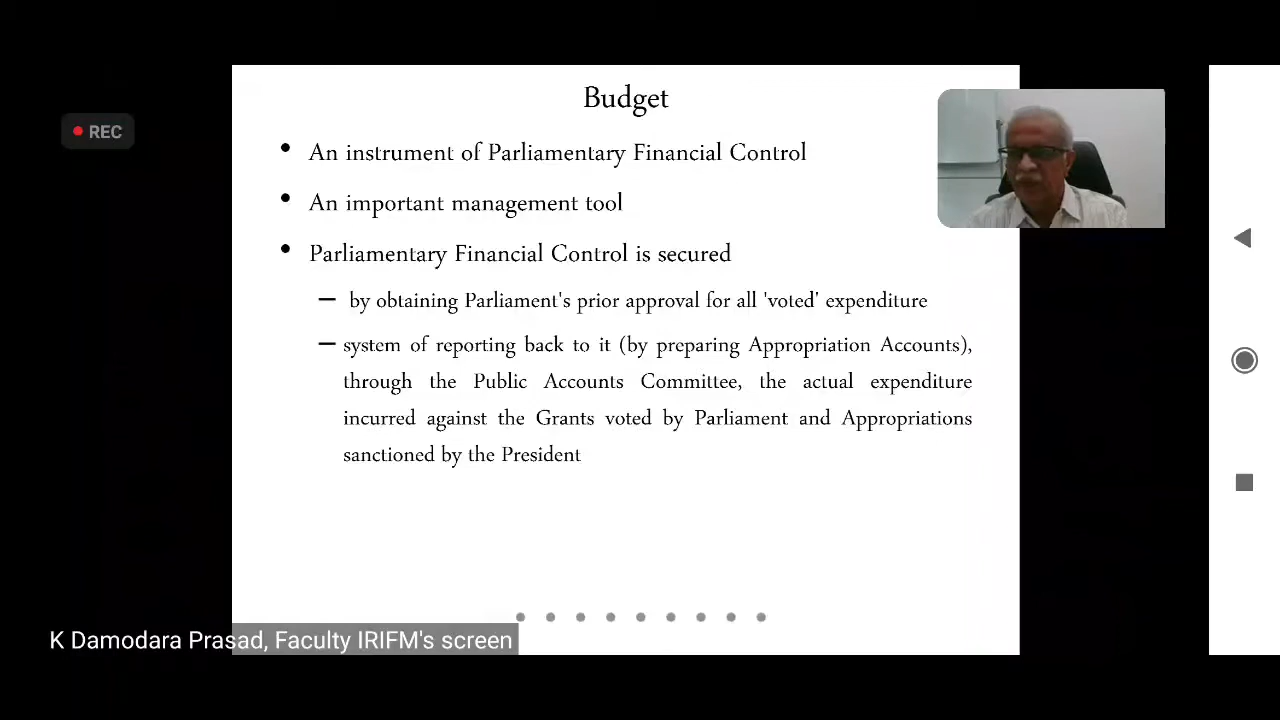 Budget
REC
• An instrument of Parliamentary Financial Control
• An important management tool
• Parliamentary Financial Control is secured
– by obtaining Parliament's prior approval for all 'voted' expenditure
– system of reporting back to it (by preparing Appropriation Accounts),
through the Public Accounts Committee, the actual expenditure
incurred against the Grants voted by Parliament and Appropriations
sanctioned by the President
K Damodara Prasad, Faculty IRIFM's screen